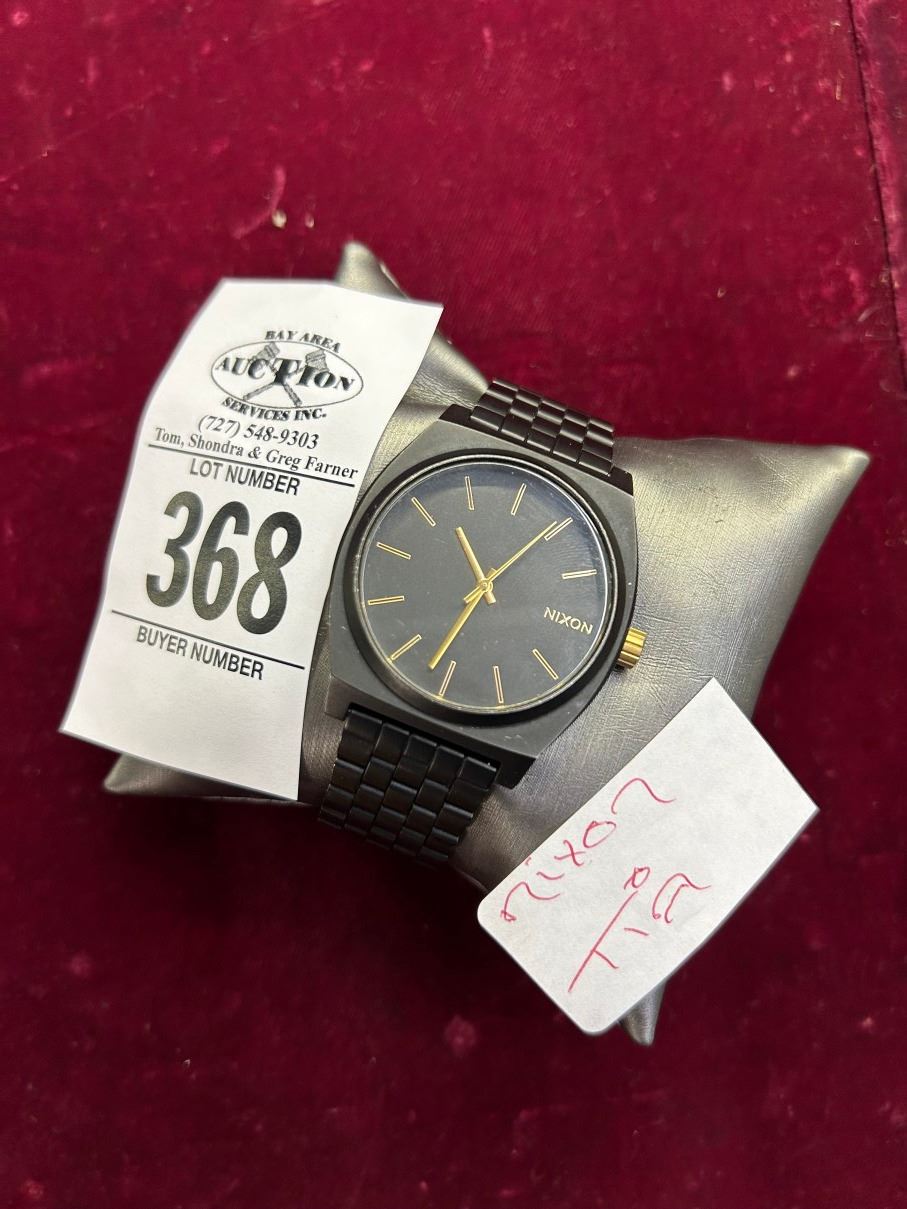 BAY AREA
AUCTION
SERVICES INC.
(727) 548-9303
Tom, Shondra & Greg Farner
LOT NUMBER
368
BUYER NUMBER
NIXON